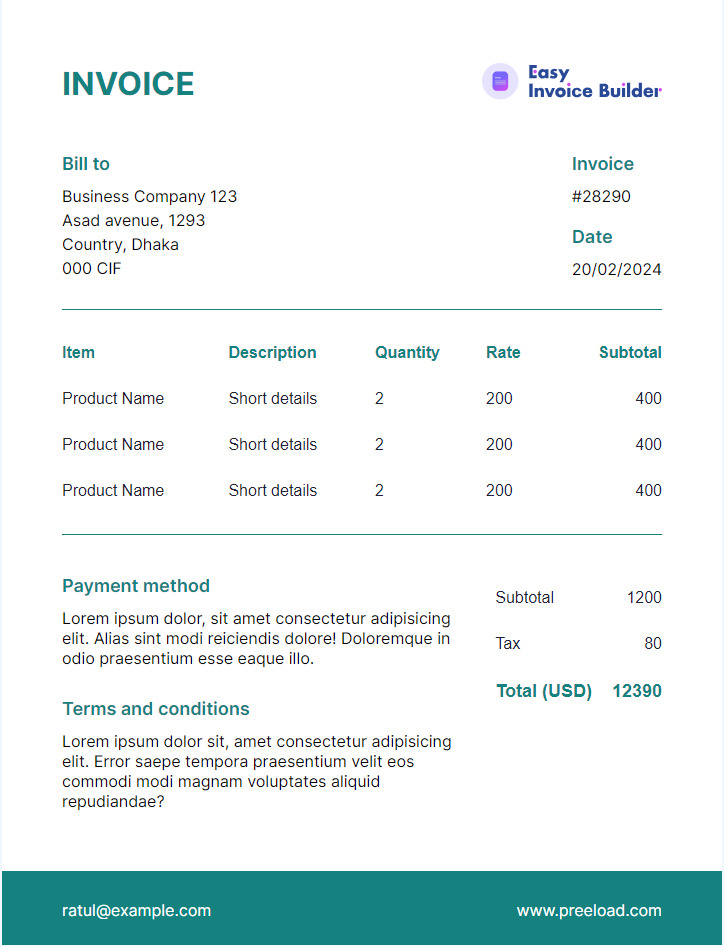 INVOICE
Easy
Invoice Builder
Bill to
Business Company 123
Asad avenue, 1293
Country, Dhaka
000 CIF
Invoice
#28290
Date
20/02/2024
Item Description Quantity Rate Subtotal
Product Name Short details 2 200 400
Product Name Short details 2 200 400
Product Name Short details 2 200 400
Payment method
Lorem ipsum dolor, sit amet consectetur adipisicing
elit. Alias sint modi reiciendis dolore! Doloremque in
odio praesentium esse eaque illo.
Terms and conditions
Lorem ipsum dolor sit, amet consectetur adipisicing
elit. Error saepe tempora praesentium velit eos
commodi modi magnam voluptates aliquid
repudiandae?
Subtotal 1200
Tax 80
Total (USD) 12390
ratul@example.com www.preeload.com